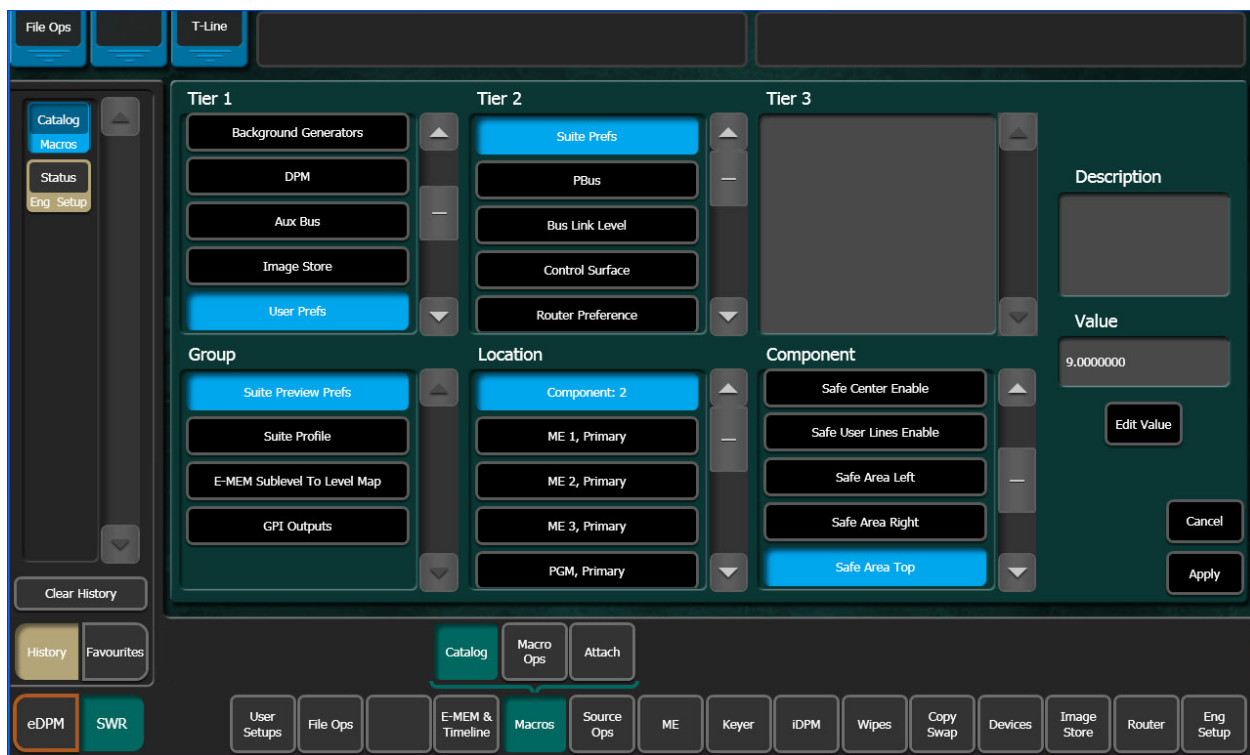 File Ops
T-Line
Catalog
Macros
Status
Eng Setup
Clear History
History
Favourites
eDPM
SWR
Tier 1
Background Generators
DPM
Aux Bus
Image Store
User Prefs
Tier 2
Suite Prefs
PBus
Bus Link Level
Control Surface
Router Preference
Tier 3
Description
Value
9.0000000
Edit Value
Cancel
Apply
Group
Suite Preview Prefs
Suite Profile
E-MEM Sublevel To Level Map
GPI Outputs
Location
Component: 2
ME 1, Primary
ME 2, Primary
ME 3, Primary
PGM, Primary
Component
Safe Center Enable
Safe User Lines Enable
Safe Area Left
Safe Area Right
Safe Area Top
Catalog
Macro
Ops
Attach
User
Setups
File Ops
E-MEM &
Timeline
Macros
Source
Ops
ME
Keyer
iDPM
Wipes
Copy
Swap
Devices
Image
Store
Router
Eng
Setup